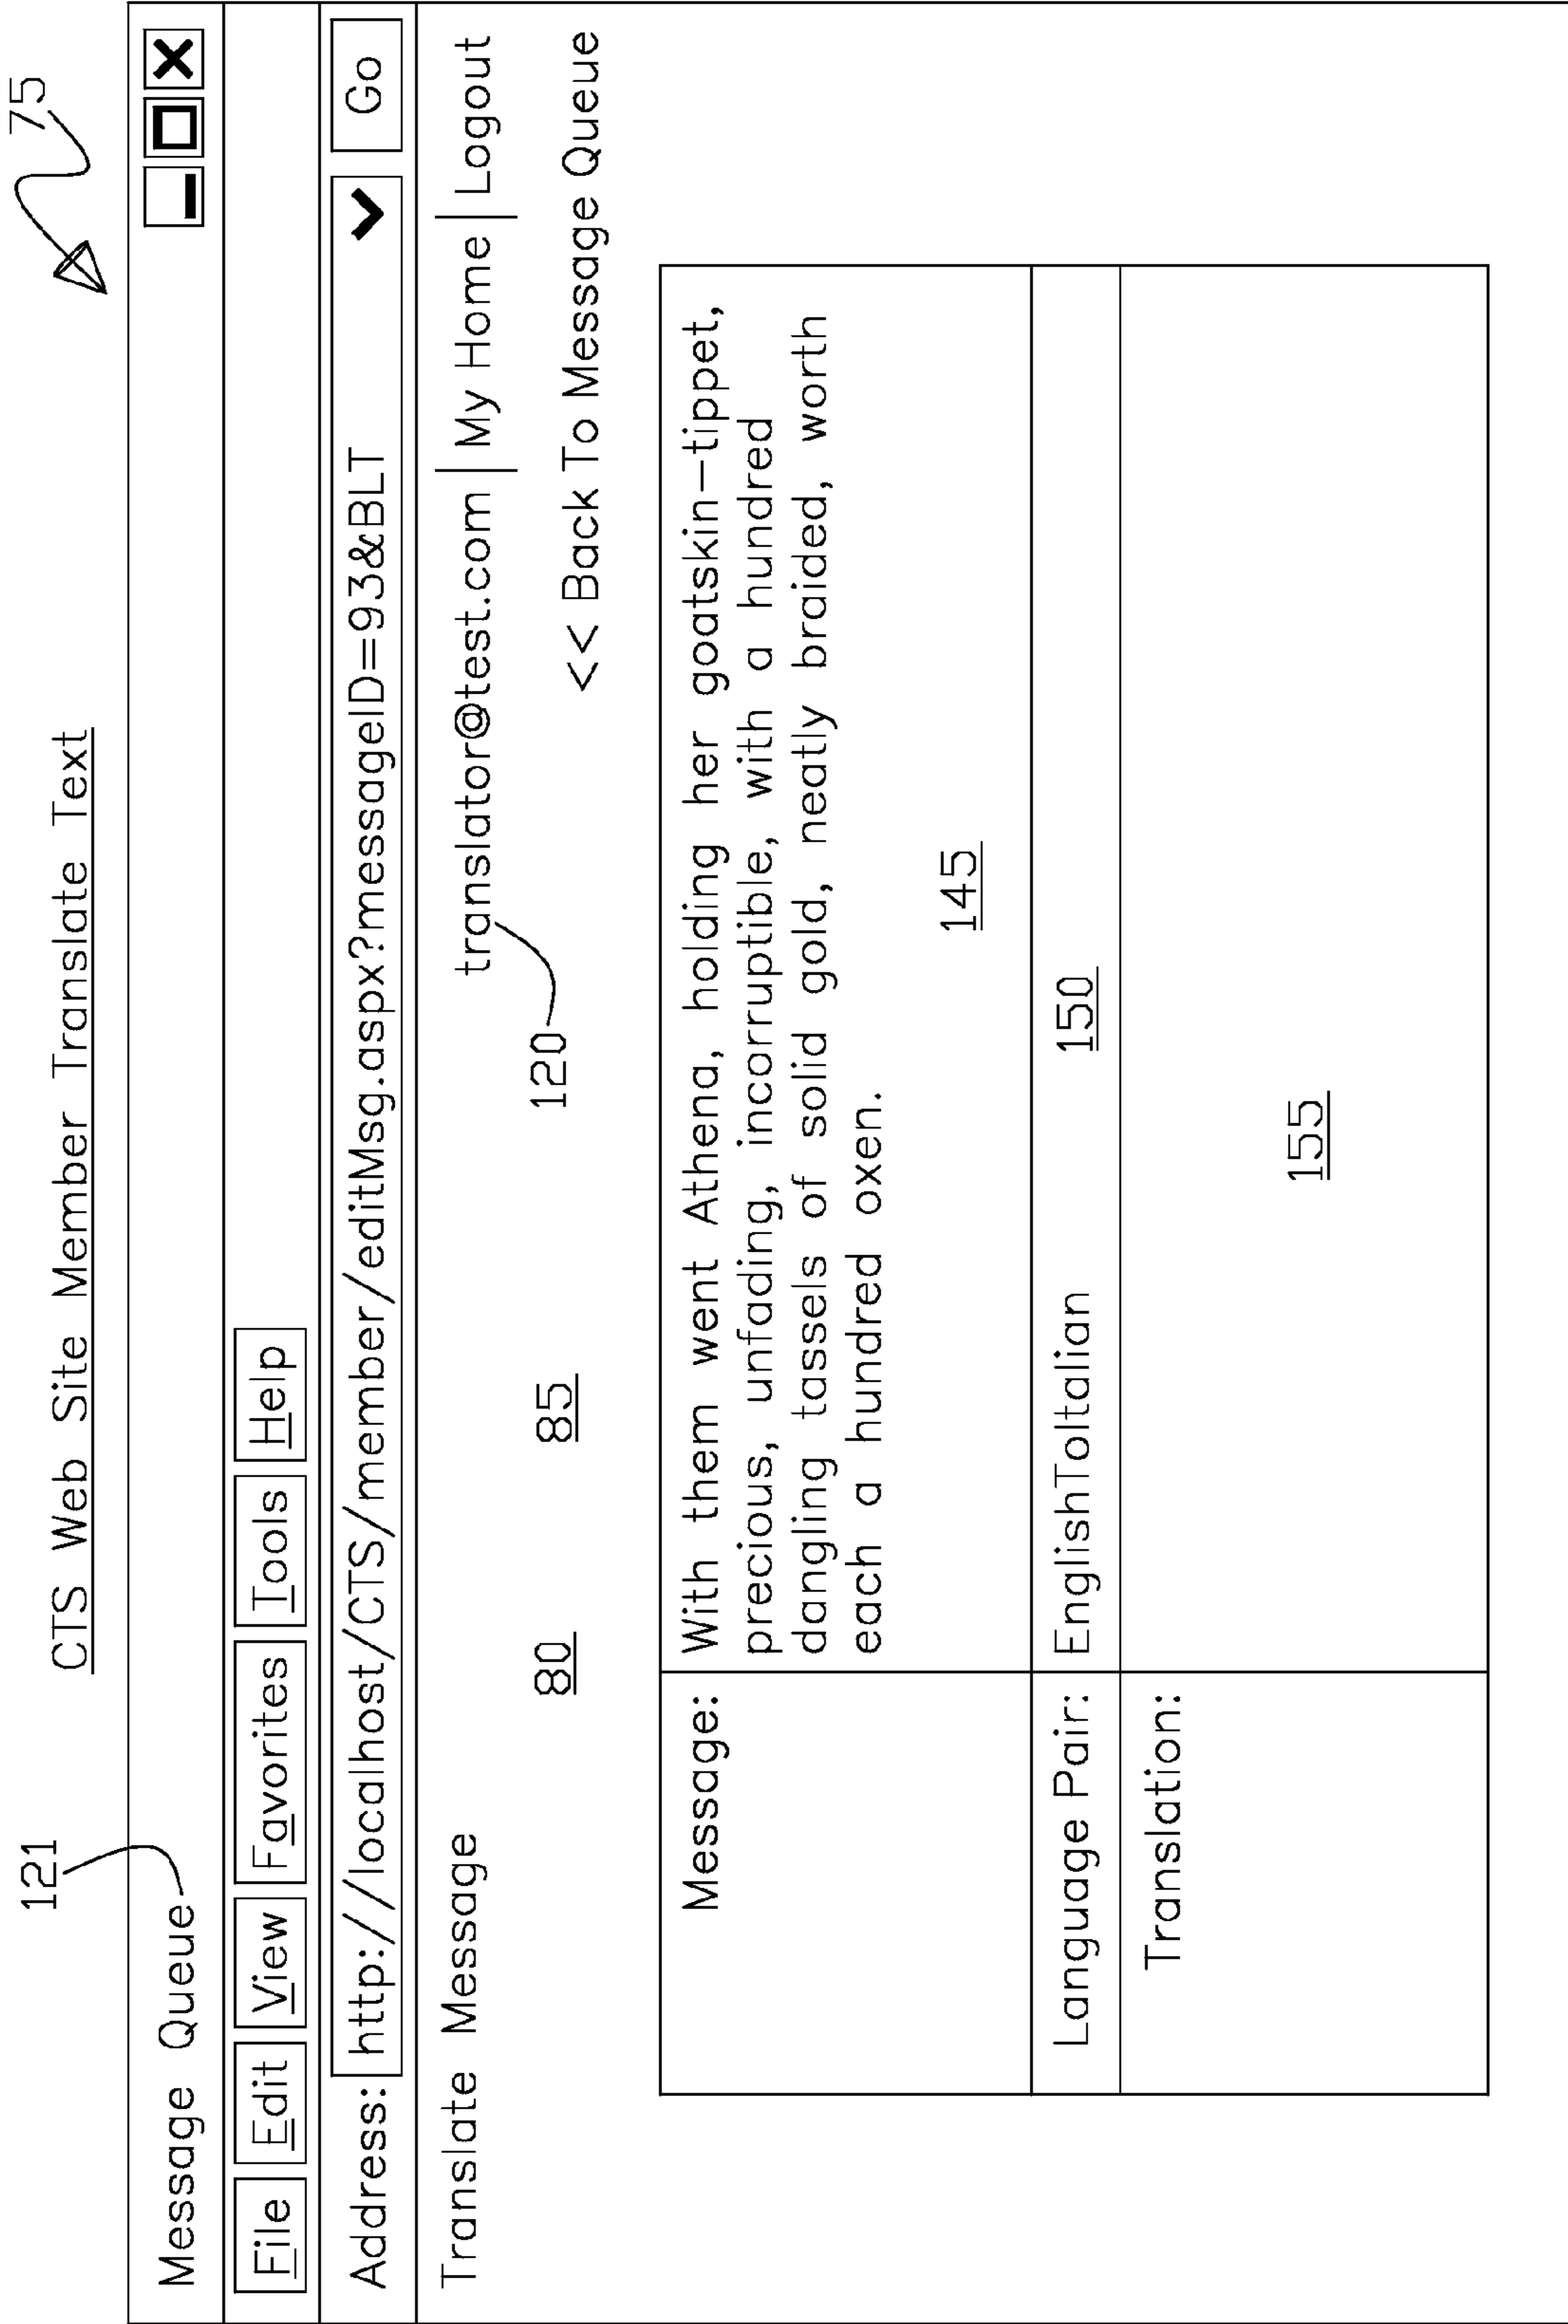 CTS Web Site Member Translate Text
75
121
Message Queue
File Edit View Favorites Tools Help
Address: http://localhost/CTS/member/editMsg.aspx?messageID=93&BLT Go
Translate Message translator@test.com | My Home | Logout
80 85 120
<< Back To Message Queue
Message: With them went Athena, holding her goatskin-tippet,
precious, unfading, incorruptible, with a hundred
dangling tassels of solid gold, neatly braided, worth
each a hundred oxen.
145
Language Pair: EnglishToItalian 150
Translation:
155